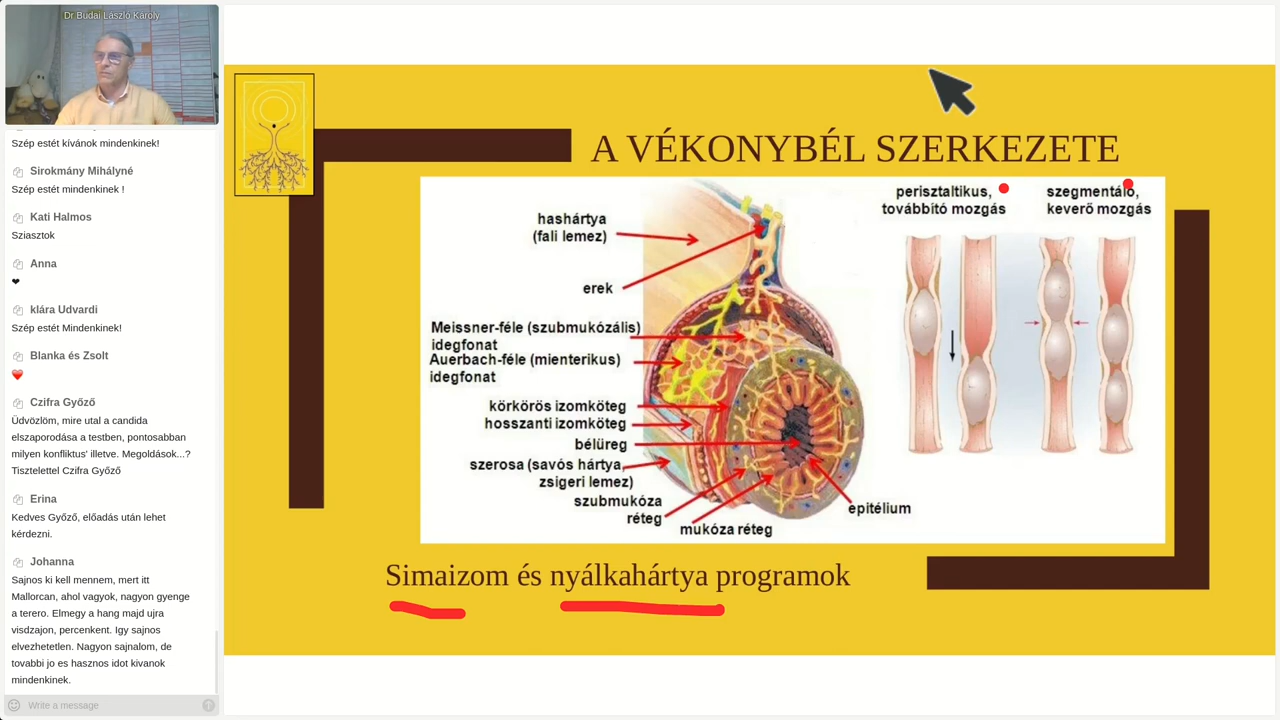 Dr Budai László Károly
Szép estét kívánok mindenkinek!
Sirokmány Mihályné
Szép estét mindenkinek !
Kati Halmos
Sziasztok
Anna
❤
klára Udvardi
Szép estét Mindenkinek!
Blanka és Zsolt
❤️
Czifra Győző
Üdvözlöm, mire utal a candida
elszaporodása a testben, pontosabban
milyen konfliktus' illetve. Megoldások...?
Tisztelettel Czifra Győző
Erina
Kedves Győző, előadás után lehet
kérdezni.
Johanna
Sajnos ki kell mennem, mert itt
Mallorcan, ahol vagyok, nagyon gyenge
a terero. Elmegy a hang majd ujra
visdzajon, percenkent. Igy sajnos
elvezhetetlen. Nagyon sajnalom, de
tovabbi jo es hasznos idot kivanok
mindenkinek.
Write a message
A VÉKONYBÉL SZERKEZETE
hashártya
(fali lemez)
erek
Meissner-féle (szubmukózális)
idegfonat
Auerbach-féle (mienterikus)
idegfonat
körkörös izomköteg
hosszanti izomköteg
bélüreg
szerosa (savós hártya,
zsigeri lemez)
szubmukóza
réteg
mukóza réteg
epitélium
perisztaltikus,
továbbító mozgás
szegmentáló,
keverő mozgás
Simaizom és nyálkahártya programok